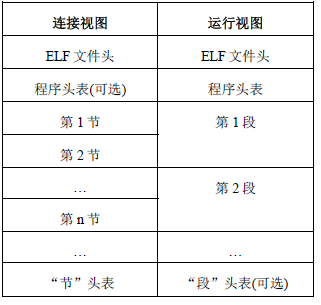 连接视图 运行视图
ELF 文件头 ELF 文件头
程序头表(可选) 程序头表
第 1 节 第 1 段
第 2 节
… 第 2 段
第 n 节
… …
“节”头表 “段”头表(可选)